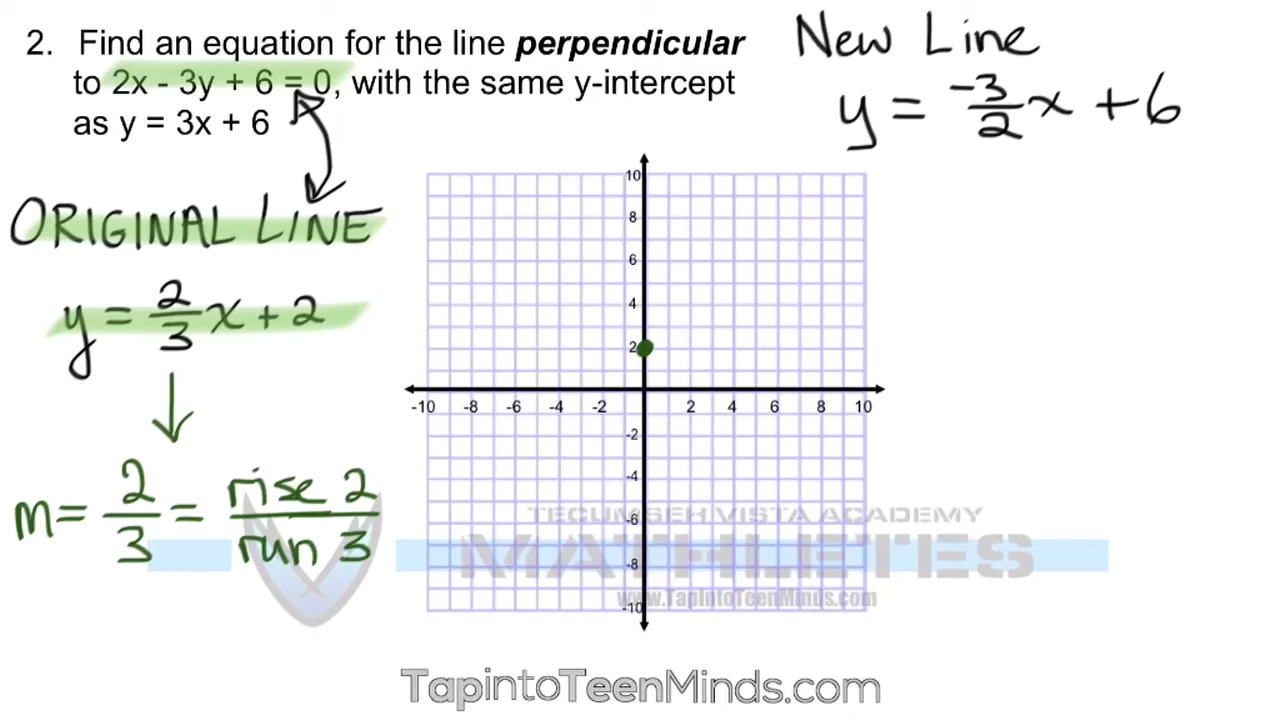 2. Find an equation for the line perpendicular
to 2x - 3y + 6 = 0, with the same y-intercept
as y = 3x + 6
New Line
y = -3/2 x + 6
ORIGINAL LINE
y = 2/3 x + 2
m = 2/3 = rise 2/run 3
10
8
6
4
2
-10 -8 -6 -4 -2 2 4 6 8 10
-2
-4
-6
-8
-10
TECUMSEH VISTA ACADEMY
MATHLETES
www.TapIntoTeenMinds.com
TapintoTeenMinds.com